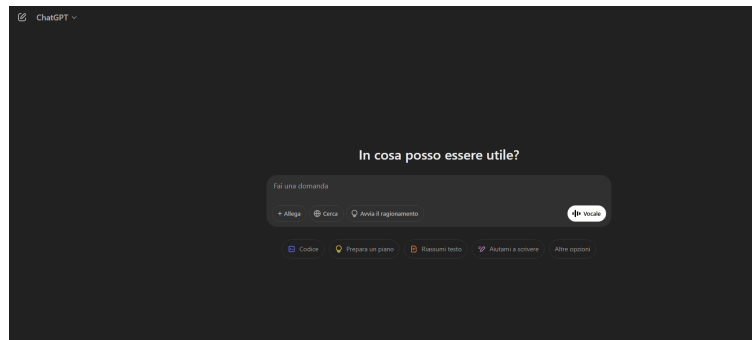 ChatGPT
In cosa posso essere utile?
Fai una domanda
+ Allega Cerca Avvia il ragionamento Vocale
Codice Prepara un piano Riassumi testo Aiutami a scrivere Altre opzioni